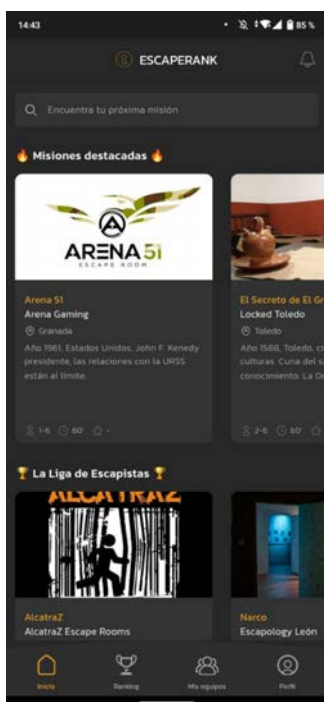 14:43
85 %
ESCAPERANK
Encuentra tu próxima misión
Misiones destacadas
ARENA 51
ESCAPE ROOM
Arena 51
Arena Gaming
Granada
Año 1961, Estados Unidos, John F. Kenedy
presidente, las relaciones con la URSS
están al límite.
1-6 60' -
El Secreto de El Gr
Locked Toledo
Toledo
Año 1588, Toledo, ci
culturas. Cuna del s
conocimiento. La O
2-6 60'
La Liga de Escapistas
ALCATRAZ
AlcatraZ
AlcatraZ Escape Rooms
Narco
Escapology León
Inicio
Ranking
Mis equipos
Perfil